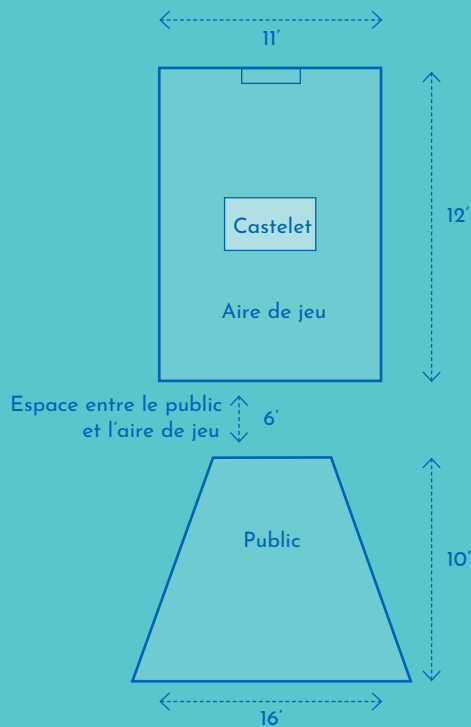 11′
Castelet
12′
Aire de jeu
Espace entre le public
et l’aire de jeu
6′
Public
10′
16′